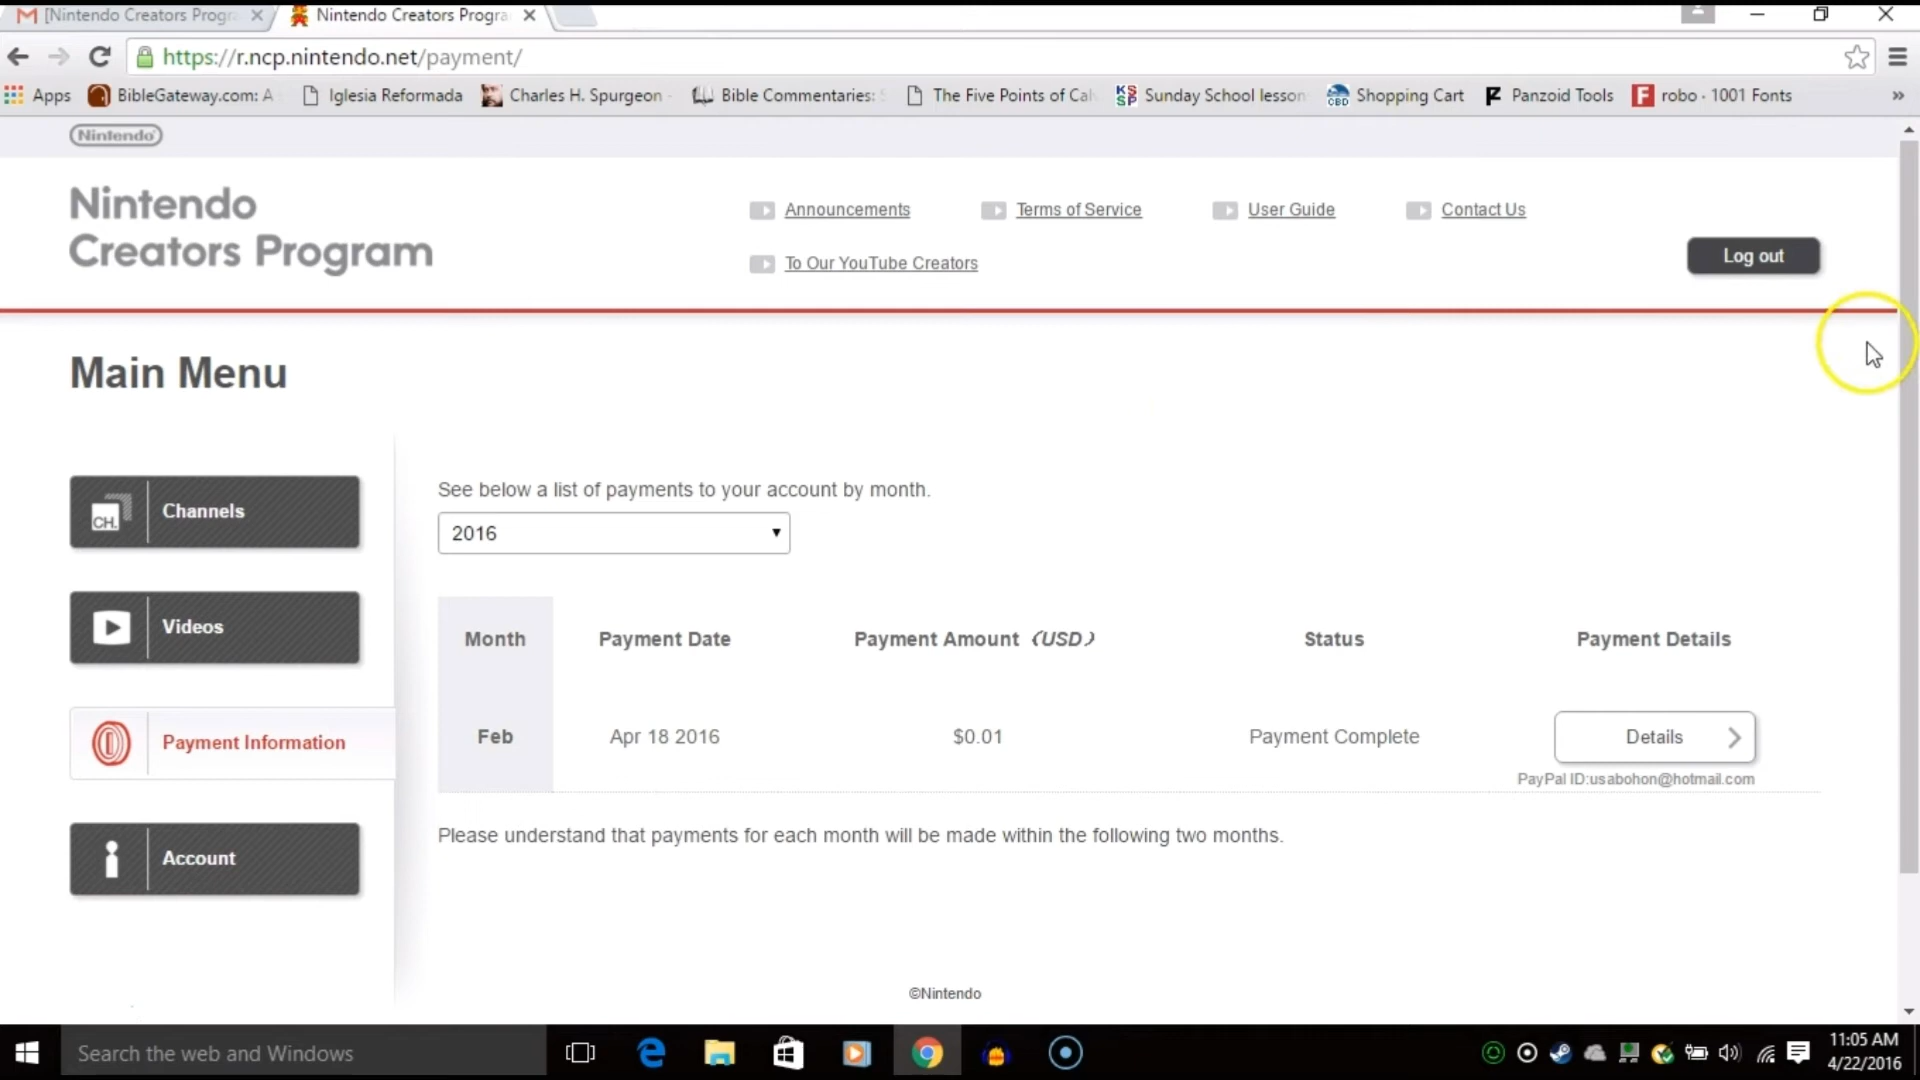 [Nintendo Creators Progr
Nintendo Creators Progra
https://r.ncp.nintendo.net/payment/
Apps BibleGateway.com: A Iglesia Reformada Charles H. Spurgeon - Bible Commentaries: The Five Points of Cal Sunday School lesson Shopping Cart Panzoid Tools robo - 1001 Fonts »
Nintendo
Nintendo
Creators Program
Announcements Terms of Service User Guide Contact Us
To Our YouTube Creators
Log out
Main Menu
CH. Channels
Videos
Payment Information
Account
See below a list of payments to your account by month.
2016
Month Payment Date Payment Amount (USD) Status Payment Details
Feb Apr 18 2016 $0.01 Payment Complete Details
PayPal ID:usabohon@hotmail.com
Please understand that payments for each month will be made within the following two months.
©Nintendo
Search the web and Windows
11:05 AM
4/22/2016